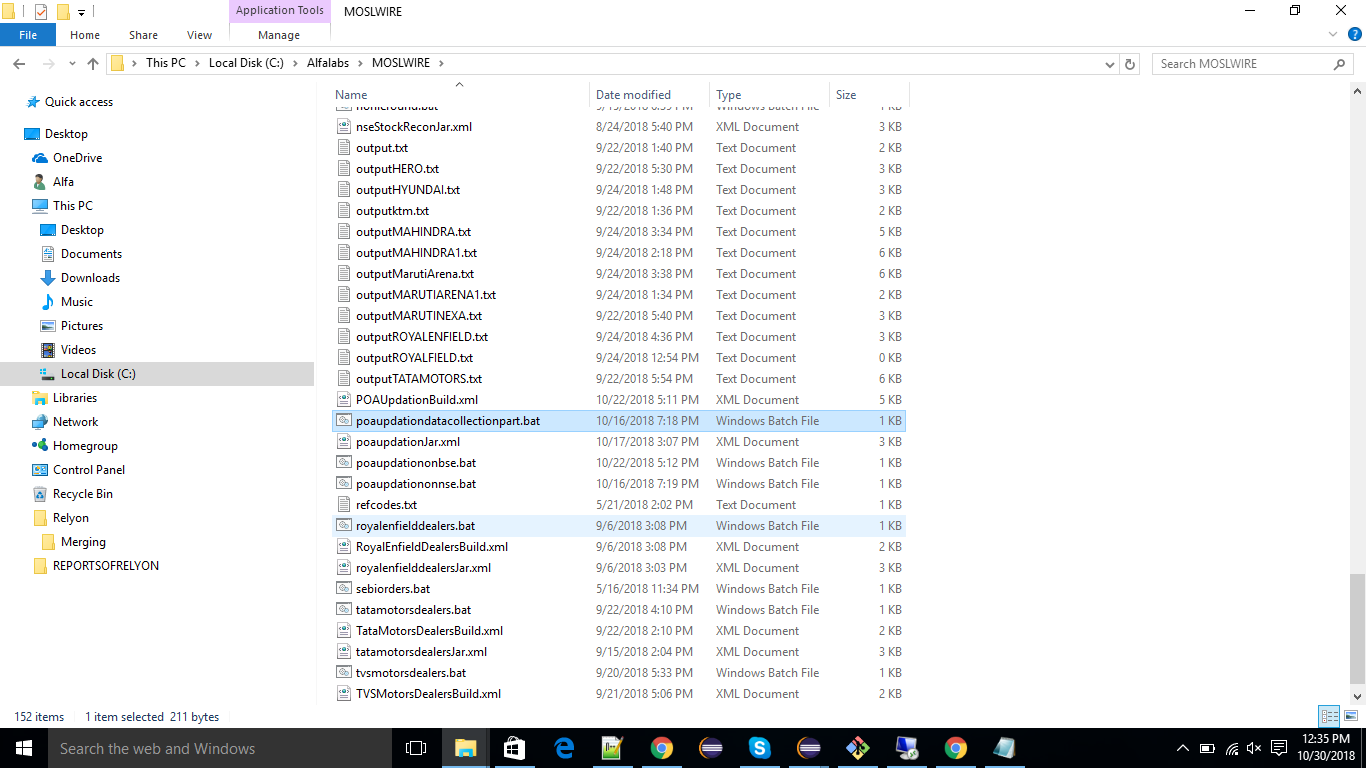 Application Tools MOSLWIRE
File Home Share View Manage
This PC Local Disk (C:) Alfalabs MOSLWIRE Search MOSLWIRE
Quick access
Desktop
OneDrive
Alfa
This PC
Desktop
Documents
Downloads
Music
Pictures
Videos
Local Disk (C:)
Libraries
Network
Homegroup
Control Panel
Recycle Bin
Relyon
Merging
REPORTSOFRELYON
Name Date modified Type Size
Windows Batch File 1 KB
nseStockReconJar.xml 8/24/2018 5:40 PM XML Document 3 KB
output.txt 9/22/2018 1:40 PM Text Document 2 KB
outputHERO.txt 9/22/2018 5:30 PM Text Document 3 KB
outputHYUNDAI.txt 9/24/2018 1:48 PM Text Document 3 KB
outputktm.txt 9/22/2018 1:36 PM Text Document 2 KB
outputMAHINDRA.txt 9/24/2018 3:34 PM Text Document 5 KB
outputMAHINDRA1.txt 9/24/2018 2:18 PM Text Document 6 KB
outputMarutiArena.txt 9/24/2018 3:38 PM Text Document 6 KB
outputMARUTIARENA1.txt 9/24/2018 1:34 PM Text Document 2 KB
outputMARUTINEXA.txt 9/22/2018 5:40 PM Text Document 3 KB
outputROYALENFIELD.txt 9/24/2018 4:36 PM Text Document 3 KB
outputROYALFIELD.txt 9/24/2018 12:54 PM Text Document 0 KB
outputTATAMOTORS.txt 9/22/2018 5:54 PM Text Document 6 KB
POAUpdationBuild.xml 10/22/2018 5:11 PM XML Document 5 KB
poaupdationdatacollectionpart.bat 10/16/2018 7:18 PM Windows Batch File 1 KB
poaupdationJar.xml 10/17/2018 3:07 PM XML Document 3 KB
poaupdationonbse.bat 10/22/2018 5:12 PM Windows Batch File 1 KB
poaupdationonnse.bat 10/16/2018 7:19 PM Windows Batch File 1 KB
refcodes.txt 5/21/2018 2:02 PM Text Document 1 KB
royalenfielddealers.bat 9/6/2018 3:08 PM Windows Batch File 1 KB
RoyalEnfieldDealersBuild.xml 9/6/2018 3:08 PM XML Document 2 KB
royalenfielddealersJar.xml 9/6/2018 3:03 PM XML Document 3 KB
sebiorders.bat 5/16/2018 11:34 PM Windows Batch File 1 KB
tatamotorsdealers.bat 9/22/2018 4:10 PM Windows Batch File 1 KB
TataMotorsDealersBuild.xml 9/22/2018 2:10 PM XML Document 2 KB
tatamotorsdealersJar.xml 9/15/2018 2:04 PM XML Document 3 KB
tvsmotorsdealers.bat 9/20/2018 5:33 PM Windows Batch File 1 KB
TVSMotorsDealersBuild.xml 9/21/2018 5:06 PM XML Document 2 KB
152 items 1 item selected 211 bytes
Search the web and Windows
12:35 PM
10/30/2018